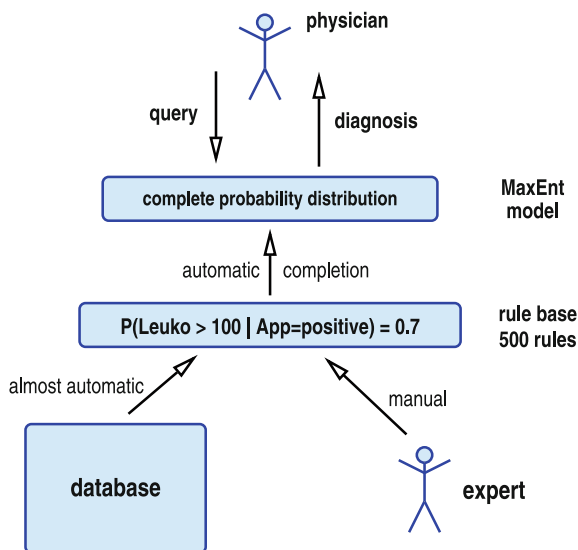 physician
query
diagnosis
complete probability distribution
MaxEnt
model
automatic completion
P(Leuko > 100 | App=positive) = 0.7
rule base
500 rules
almost automatic
manual
database
expert